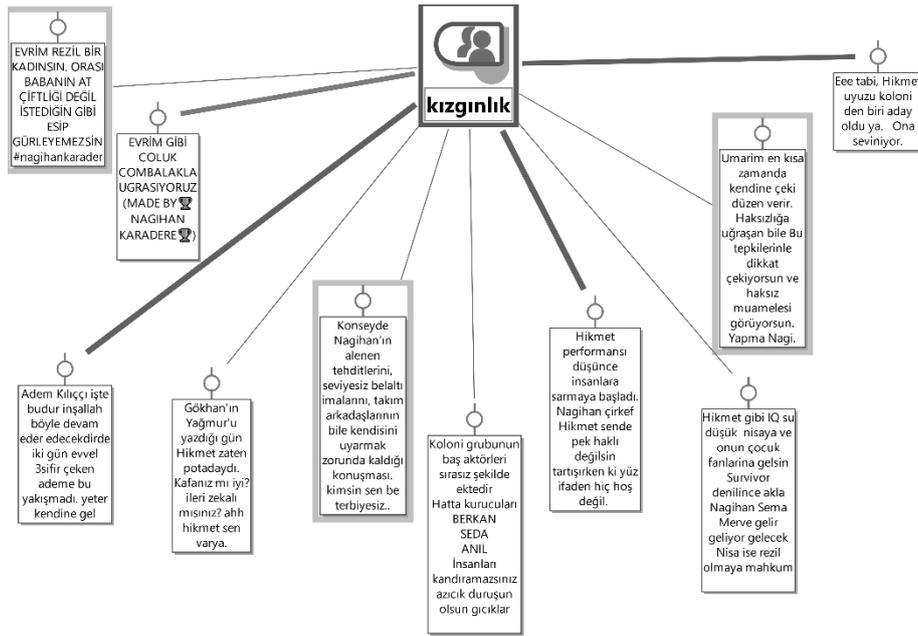 kızgınlık
EVRİM REZİL BİR
KADINSIN, ORASI
BABANIN AT
ÇİFTLİĞİ DEĞİL
İSTEDİĞİN GİBİ
ESİP
GÜRLEYEMEZSİN
#nagihankarader
EVRİM GİBİ
COLUK
COMBALAKLA
UGRASIYORUZ
(MADE BY🏆
NAGIHAN
KARADERE🏆)
Adem Kılıççı işte
budur inşallah
böyle devam
eder edecekdirde
iki gün evvel
3sifir çeken
ademe bu
yakışmadı. yeter
kendine gel
Gökhan'ın
Yağmur'u
yazdığı gün
Hikmet zaten
potadaydı.
Kafanız mı iyi?
ileri zekalı
mısınız? ahh
hikmet sen
varya.
Konseyde
Nagihan'ın
alenen
tehditlerini,
seviyesiz belaltı
imalarını, takım
arkadaşlarının
bile kendisini
uyarmak
zorunda kaldığı
konuşması.
kimsin sen be
terbiyesiz..
Koloni grubunun
baş aktörleri
sırasız şekilde
ektedir
Hatta kurucuları
BERKAN
SEDA
ANIL
İnsanları
kandıramazsınız
azıcık duruşun
olsun gıcıklar
Hikmet
performansı
düşünce
insanlara
sarmaya başladı.
Nagihan çirkef
Hikmet sende
pek haklı
değilsin
tartışırken ki yüz
ifaden hiç hoş
değil.
Hikmet gibi IQ su
düşük nisaya ve
onun çocuk
fanlarina gelsin
Survivor
denilince akla
Nagihan Sema
Merve gelir
geliyor gelecek
Nisa ise rezil
olmaya mahkum
Umarim en kısa
zamanda
kendine çeki
düzen verir.
Haksızlığa
uğraşan bile Bu
tepkilerinle
dikkat
çekiyorsun ve
haksız
muamelesi
görüyorsun.
Yapma Nagi.
Eee tabi, Hikmet
uyuzu koloni
den biri aday
oldu ya. Ona
seviniyor.